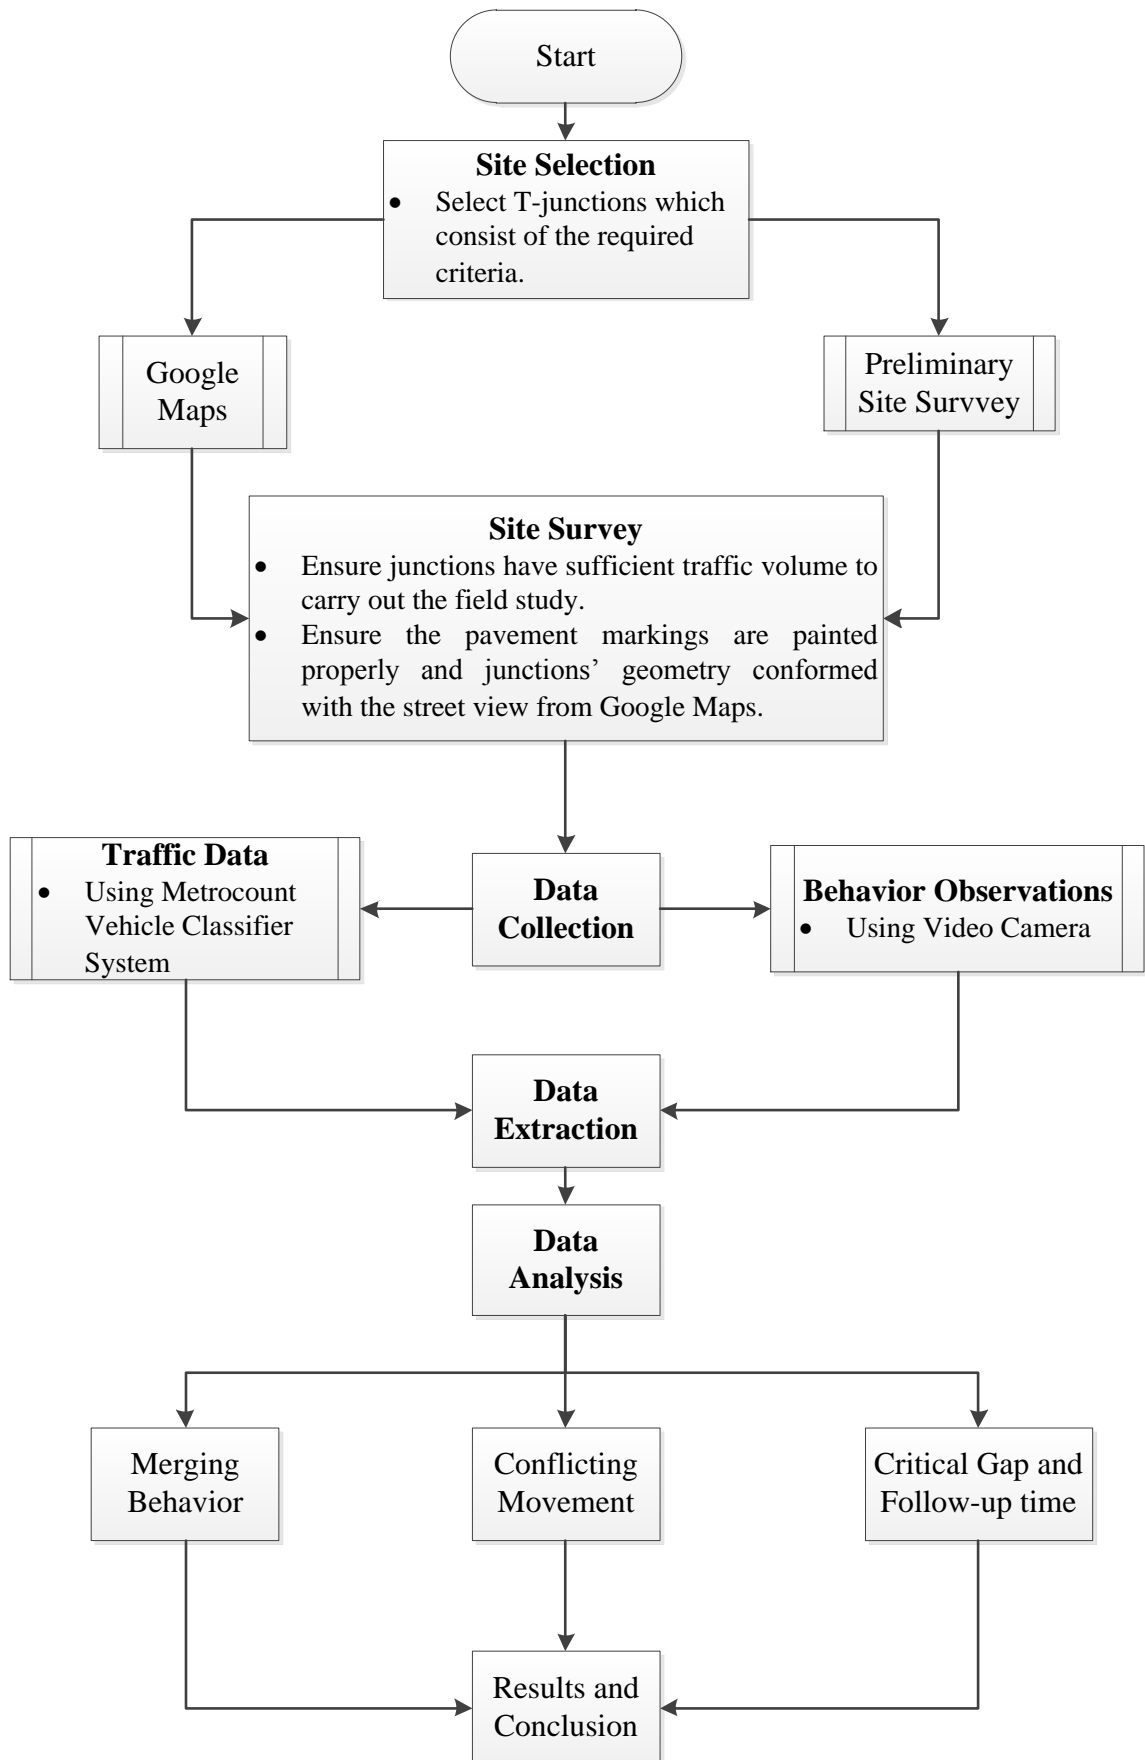 Start
Site Selection
• Select T-junctions which
consist of the required
criteria.
Google
Maps
Preliminary
Site Survvey
Site Survey
• Ensure junctions have sufficient traffic volume to
carry out the field study.
• Ensure the pavement markings are painted
properly and junctions’ geometry conformed
with the street view from Google Maps.
Traffic Data
• Using Metrocount
Vehicle Classifier
System
Data
Collection
Behavior Observations
• Using Video Camera
Data
Extraction
Data
Analysis
Merging
Behavior
Conflicting
Movement
Critical Gap and
Follow-up time
Results and
Conclusion